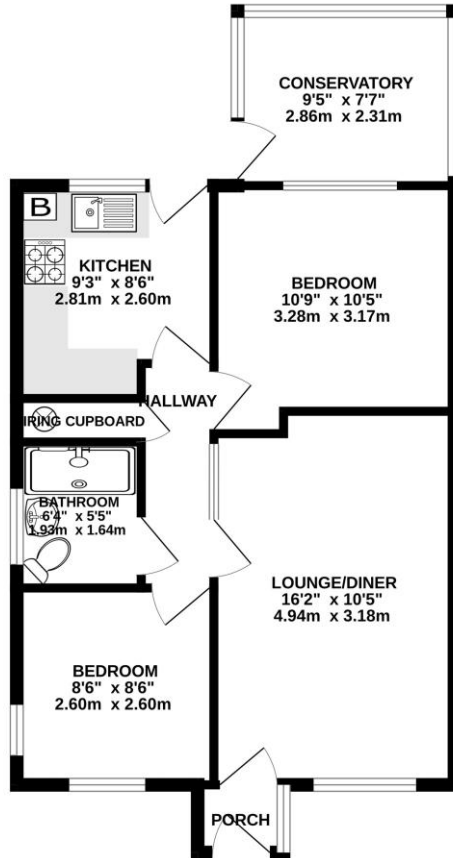 CONSERVATORY
9'5" x 7'7"
2.86m x 2.31m
B
KITCHEN
9'3" x 8'6"
2.81m x 2.60m
BEDROOM
10'9" x 10'5"
3.28m x 3.17m
HALLWAY
IRING CUPBOARD
BATHROOM
6'4" x 5'5"
1.93m x 1.64m
LOUNGE/DINER
16'2" x 10'5"
4.94m x 3.18m
BEDROOM
8'6" x 8'6"
2.60m x 2.60m
PORCH